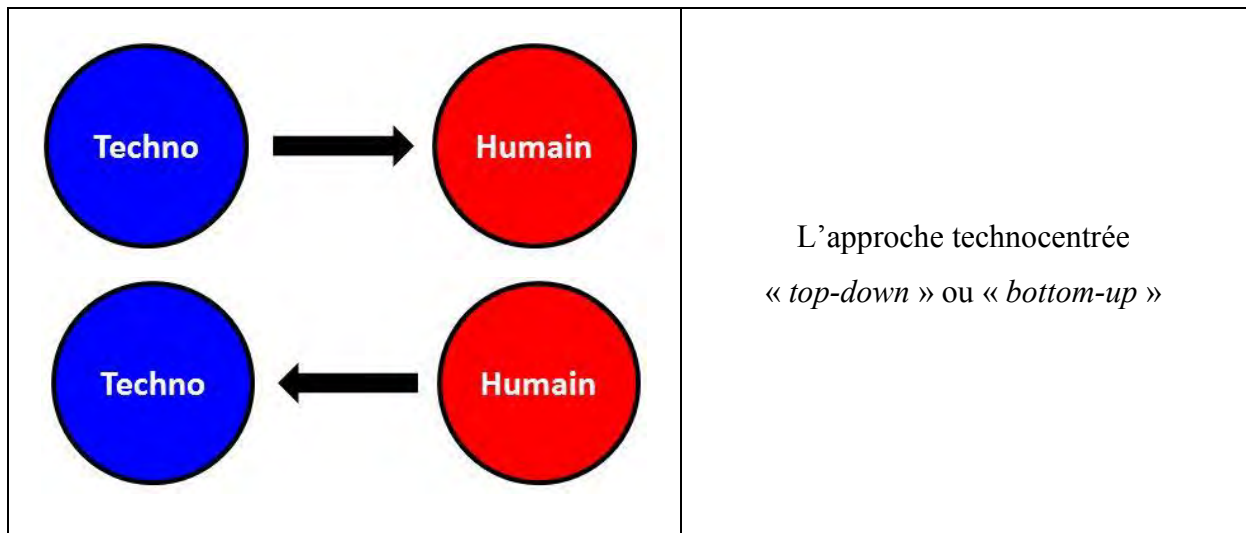 Techno
Humain
Techno
Humain
L’approche technocentrée
« top-down » ou « bottom-up »